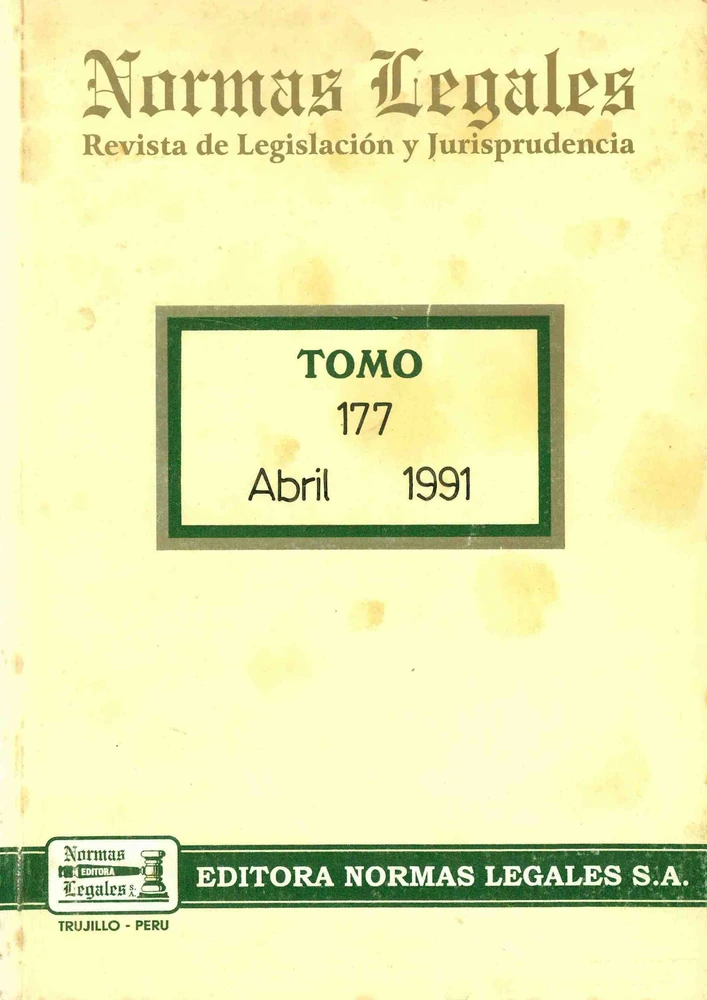 Normas Legales
Revista de Legislación y Jurisprudencia
TOMO
177
Abril 1991
Normas
EDITORA
Legales S.A.
EDITORA NORMAS LEGALES S.A.
TRUJILLO - PERU